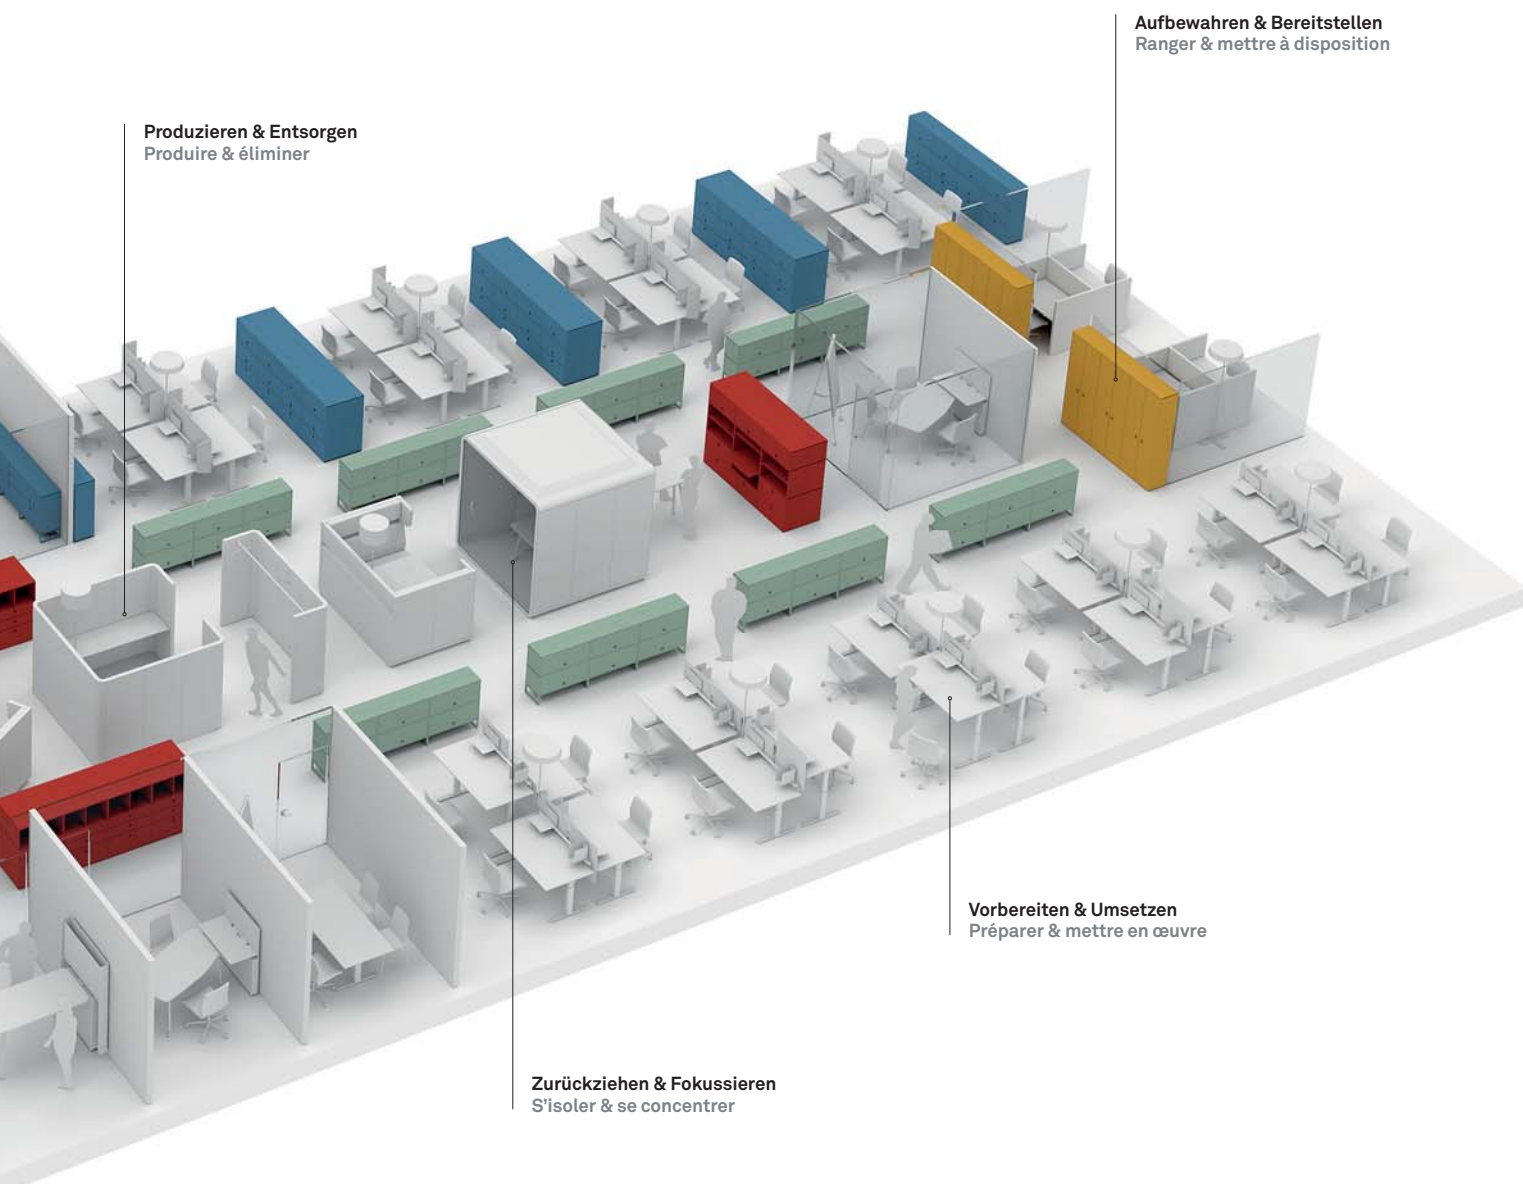 Aufbewahren & Bereitstellen
Ranger & mettre à disposition
Produzieren & Entsorgen
Produire & éliminer
Vorbereiten & Umsetzen
Préparer & mettre en œuvre
Zurückziehen & Fokussieren
S’isoler & se concentrer